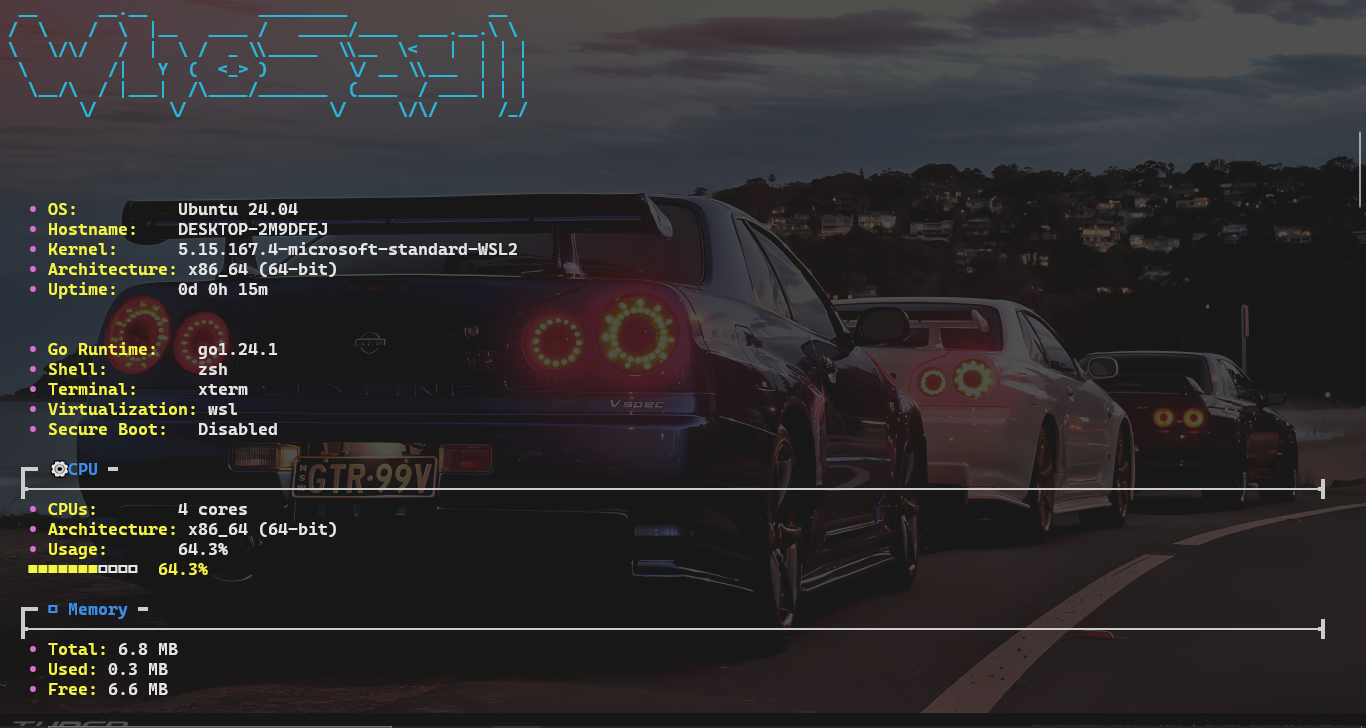 OS: Ubuntu 24.04
Hostname: DESKTOP-2M9DFEJ
Kernel: 5.15.167.4-microsoft-standard-WSL2
Architecture: x86_64 (64-bit)
Uptime: 0d 0h 15m
Go Runtime: go1.24.1
Shell: zsh
Terminal: xterm
Virtualization: wsl
Secure Boot: Disabled
V·spec
CPU
NSW GTR·99V
CPUs: 4 cores
Architecture: x86_64 (64-bit)
Usage: 64.3%
64.3%
Memory
Total: 6.8 MB
Used: 0.3 MB
Free: 6.6 MB